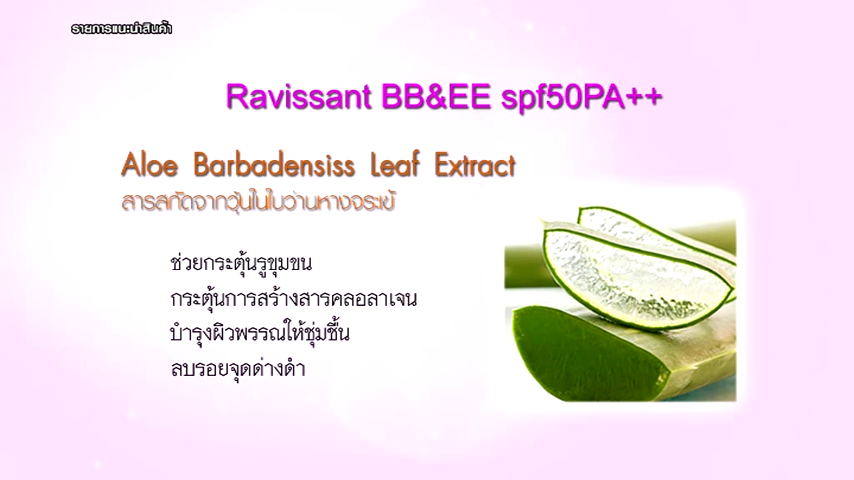 รายการแนะนำสินค้า
Ravissant BB&EE spf50PA++
Aloe Barbadensiss Leaf Extract
สารสกัดจากวุ้นในใบว่านหางจระเข้
ช่วยกระตุ้นรูขุมขน
กระตุ้นการสร้างสารคลอลาเจน
บำรุงผิวพรรณให้ชุ่มชื้น
ลบรอยจุดด่างดำ